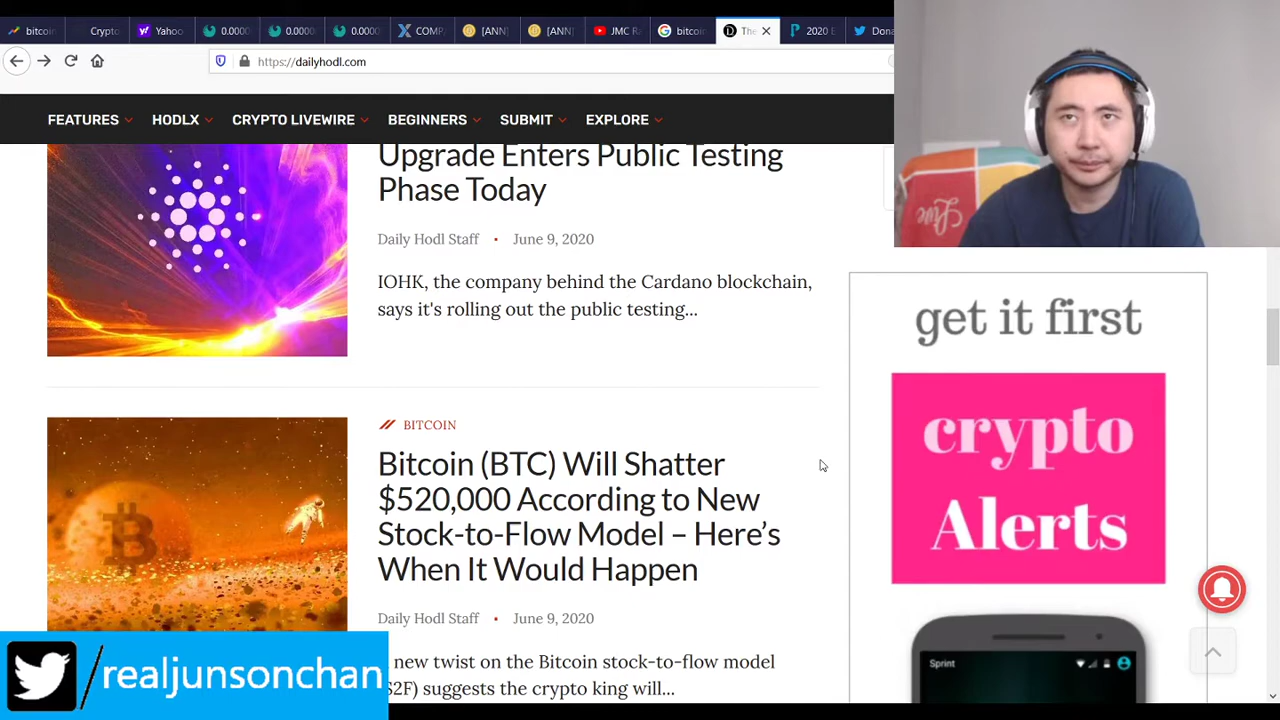 bitcoin
Crypto
Yahoo
0.0000
0.0000
0.0000
COMP
[ANN]
[ANN]
JMC Ra
bitcoin
The
2020 E
Dona
https://dailyhodl.com
FEATURES
HODLX
CRYPTO LIVEWIRE
BEGINNERS
SUBMIT
EXPLORE
Upgrade Enters Public Testing
Phase Today
Daily Hodl Staff • June 9, 2020
IOHK, the company behind the Cardano blockchain,
says it's rolling out the public testing...
BITCOIN
Bitcoin (BTC) Will Shatter
$520,000 According to New
Stock-to-Flow Model – Here's
When It Would Happen
Daily Hodl Staff • June 9, 2020
new twist on the Bitcoin stock-to-flow model
S2F) suggests the crypto king will...
get it first
crypto
Alerts
Sprint
Live
/realjunsonchan